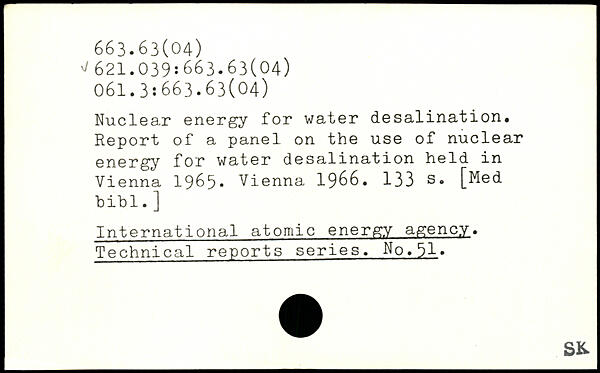 663.63(04)
✓ 621.039:663.63(04)
061.3:663.63(04)
Nuclear energy for water desalination.
Report of a panel on the use of nuclear
energy for water desalination held in
Vienna 1965. Vienna 1966. 133 s. [Med
bibl.]
International atomic energy agency.
Technical reports series. No.51.
SK